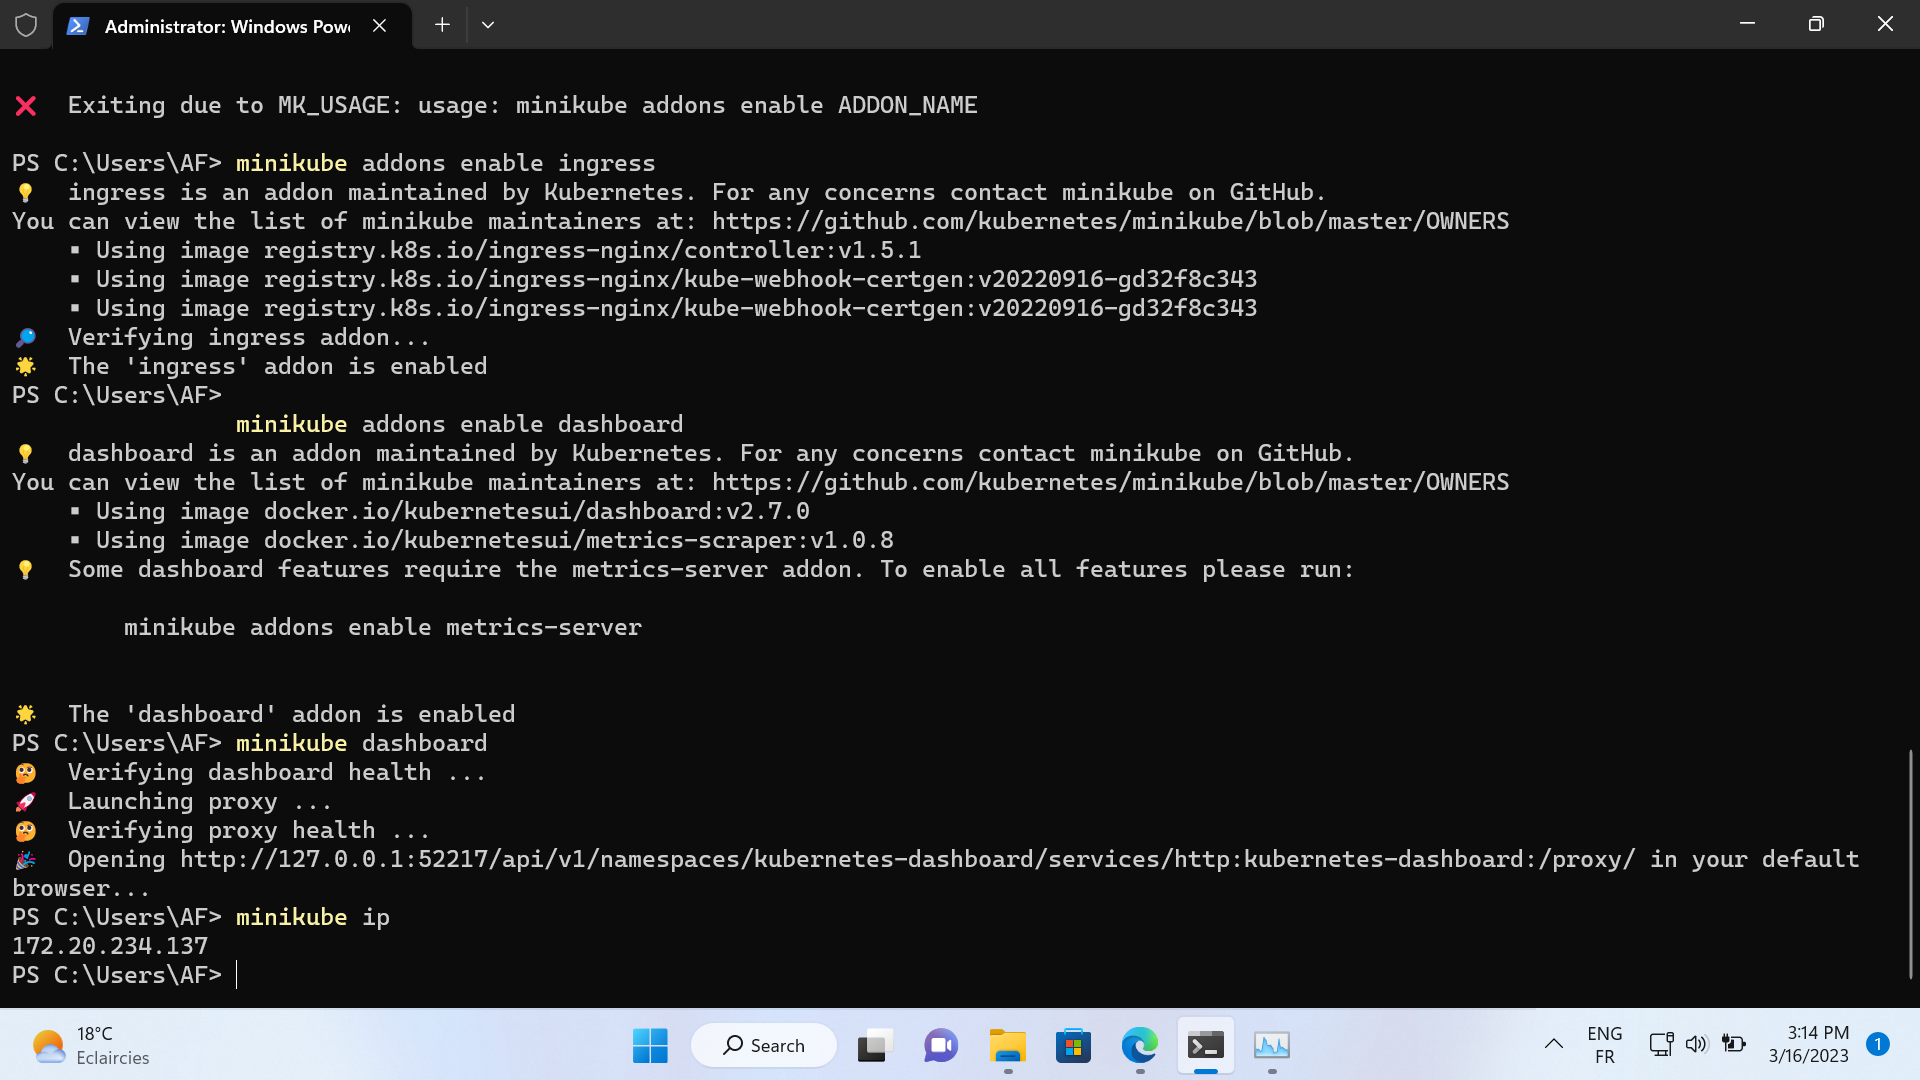 Administrator: Windows Pow
Exiting due to MK_USAGE: usage: minikube addons enable ADDON_NAME
PS C:\Users\AF> minikube addons enable ingress
ingress is an addon maintained by Kubernetes. For any concerns contact minikube on GitHub.
You can view the list of minikube maintainers at: https://github.com/kubernetes/minikube/blob/master/OWNERS
▪ Using image registry.k8s.io/ingress-nginx/controller:v1.5.1
▪ Using image registry.k8s.io/ingress-nginx/kube-webhook-certgen:v20220916-gd32f8c343
▪ Using image registry.k8s.io/ingress-nginx/kube-webhook-certgen:v20220916-gd32f8c343
Verifying ingress addon...
The 'ingress' addon is enabled
PS C:\Users\AF>
minikube addons enable dashboard
dashboard is an addon maintained by Kubernetes. For any concerns contact minikube on GitHub.
You can view the list of minikube maintainers at: https://github.com/kubernetes/minikube/blob/master/OWNERS
▪ Using image docker.io/kubernetesui/dashboard:v2.7.0
▪ Using image docker.io/kubernetesui/metrics-scraper:v1.0.8
Some dashboard features require the metrics-server addon. To enable all features please run:
minikube addons enable metrics-server
The 'dashboard' addon is enabled
PS C:\Users\AF> minikube dashboard
Verifying dashboard health ...
Launching proxy ...
Verifying proxy health ...
Opening http://127.0.0.1:52217/api/v1/namespaces/kubernetes-dashboard/services/http:kubernetes-dashboard:/proxy/ in your default
browser...
PS C:\Users\AF> minikube ip
172.20.234.137
PS C:\Users\AF>
18°C
Eclaircies
Search
ENG
FR
3:14 PM
3/16/2023
1